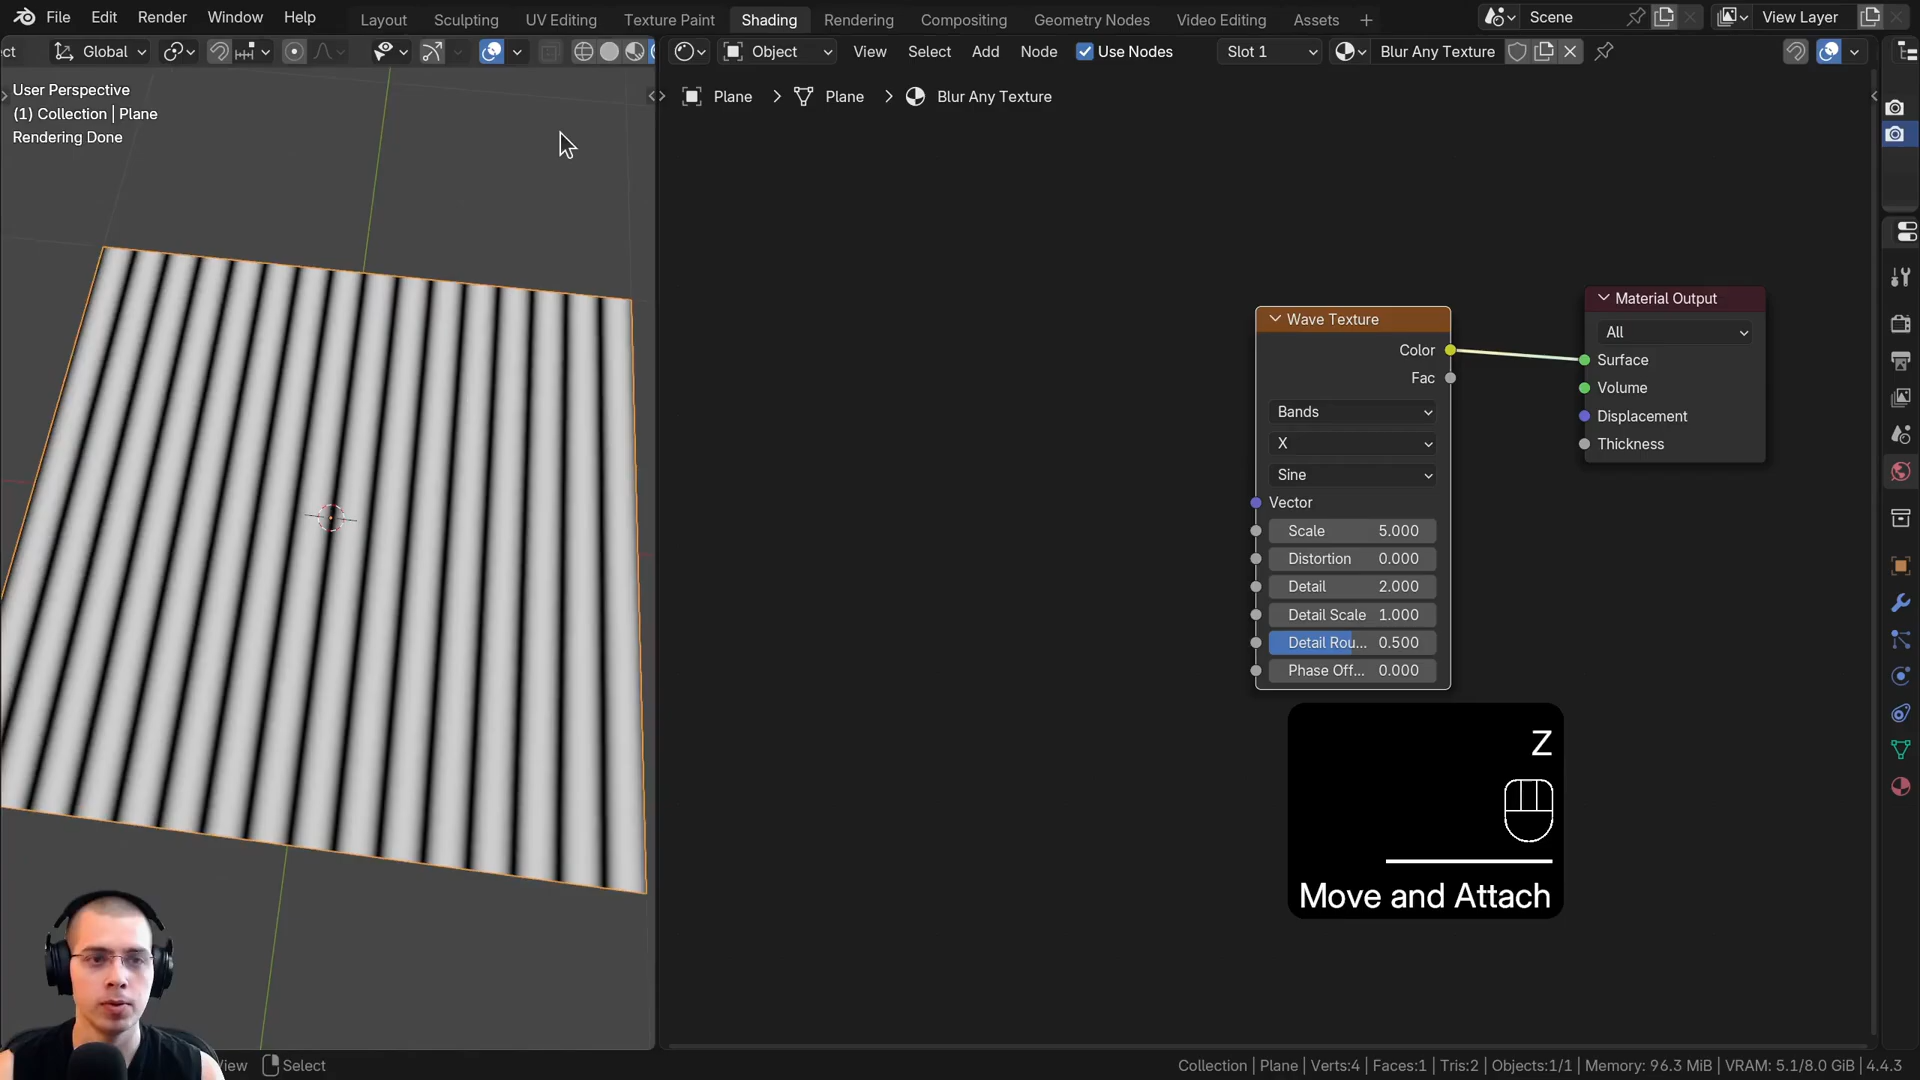 File Edit Render Window Help
Layout Sculpting UV Editing Texture Paint Shading Rendering Compositing Geometry Nodes Video Editing Assets +
Scene
View Layer
Global
Object View Select Add Node Use Nodes Slot 1 Blur Any Texture
User Perspective
(1) Collection | Plane
Rendering Done
Plane > Plane > Blur Any Texture
Wave Texture
Color
Fac
Bands
X
Sine
Vector
Scale 5.000
Distortion 0.000
Detail 2.000
Detail Scale 1.000
Detail Rou... 0.500
Phase Off... 0.000
Material Output
All
Surface
Volume
Displacement
Thickness
Z
Move and Attach
Select
Collection | Plane | Verts:4 | Faces:1 | Tris:2 | Objects:1/1 | Memory: 96.3 MiB | VRAM: 5.1/8.0 GiB | 4.4.3